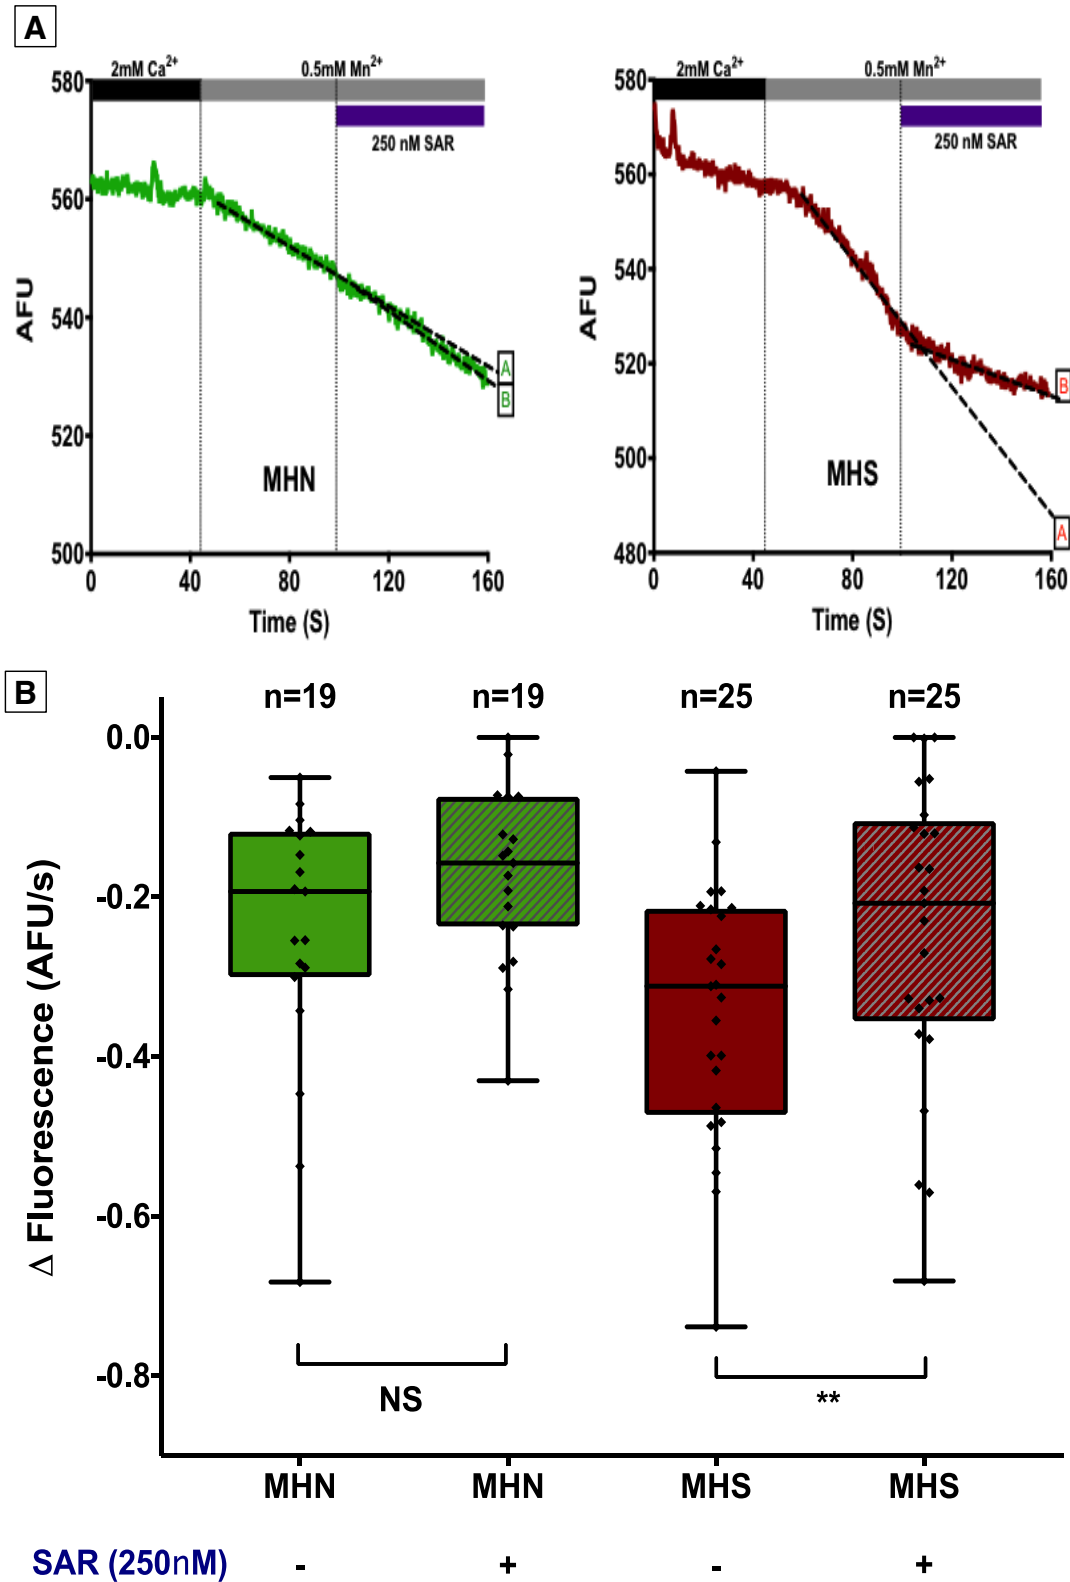 A
2mM Ca²⁺ 0.5mM Mn²⁺
250 nM SAR
580
560
540
520
500
AFU
A
B
MHN
0 40 80 120 160
Time (S)
2mM Ca²⁺ 0.5mM Mn²⁺
250 nM SAR
580
560
540
520
500
480
AFU
B
A
MHS
0 40 80 120 160
Time (S)
B
n=19 n=19 n=25 n=25
0.0
-0.2
-0.4
-0.6
-0.8
Δ Fluorescence (AFU/s)
NS **
MHN MHN MHS MHS
SAR (250nM) - + - +